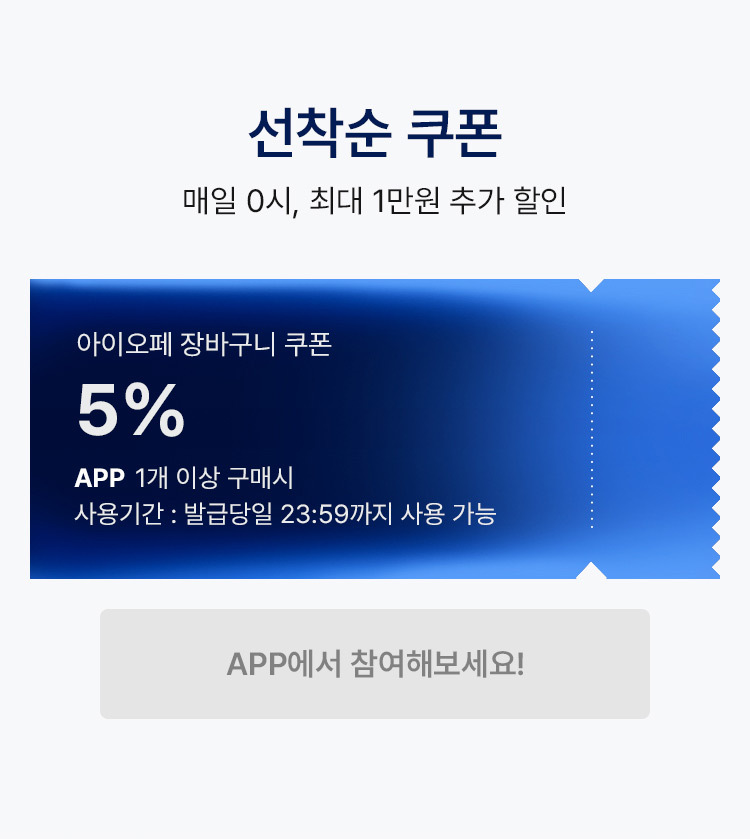 선착순 쿠폰
매일 0시, 최대 1만원 추가 할인
아이오페 장바구니 쿠폰
5%
APP 1개 이상 구매시
사용기간 : 발급당일 23:59까지 사용 가능
APP에서 참여해보세요!